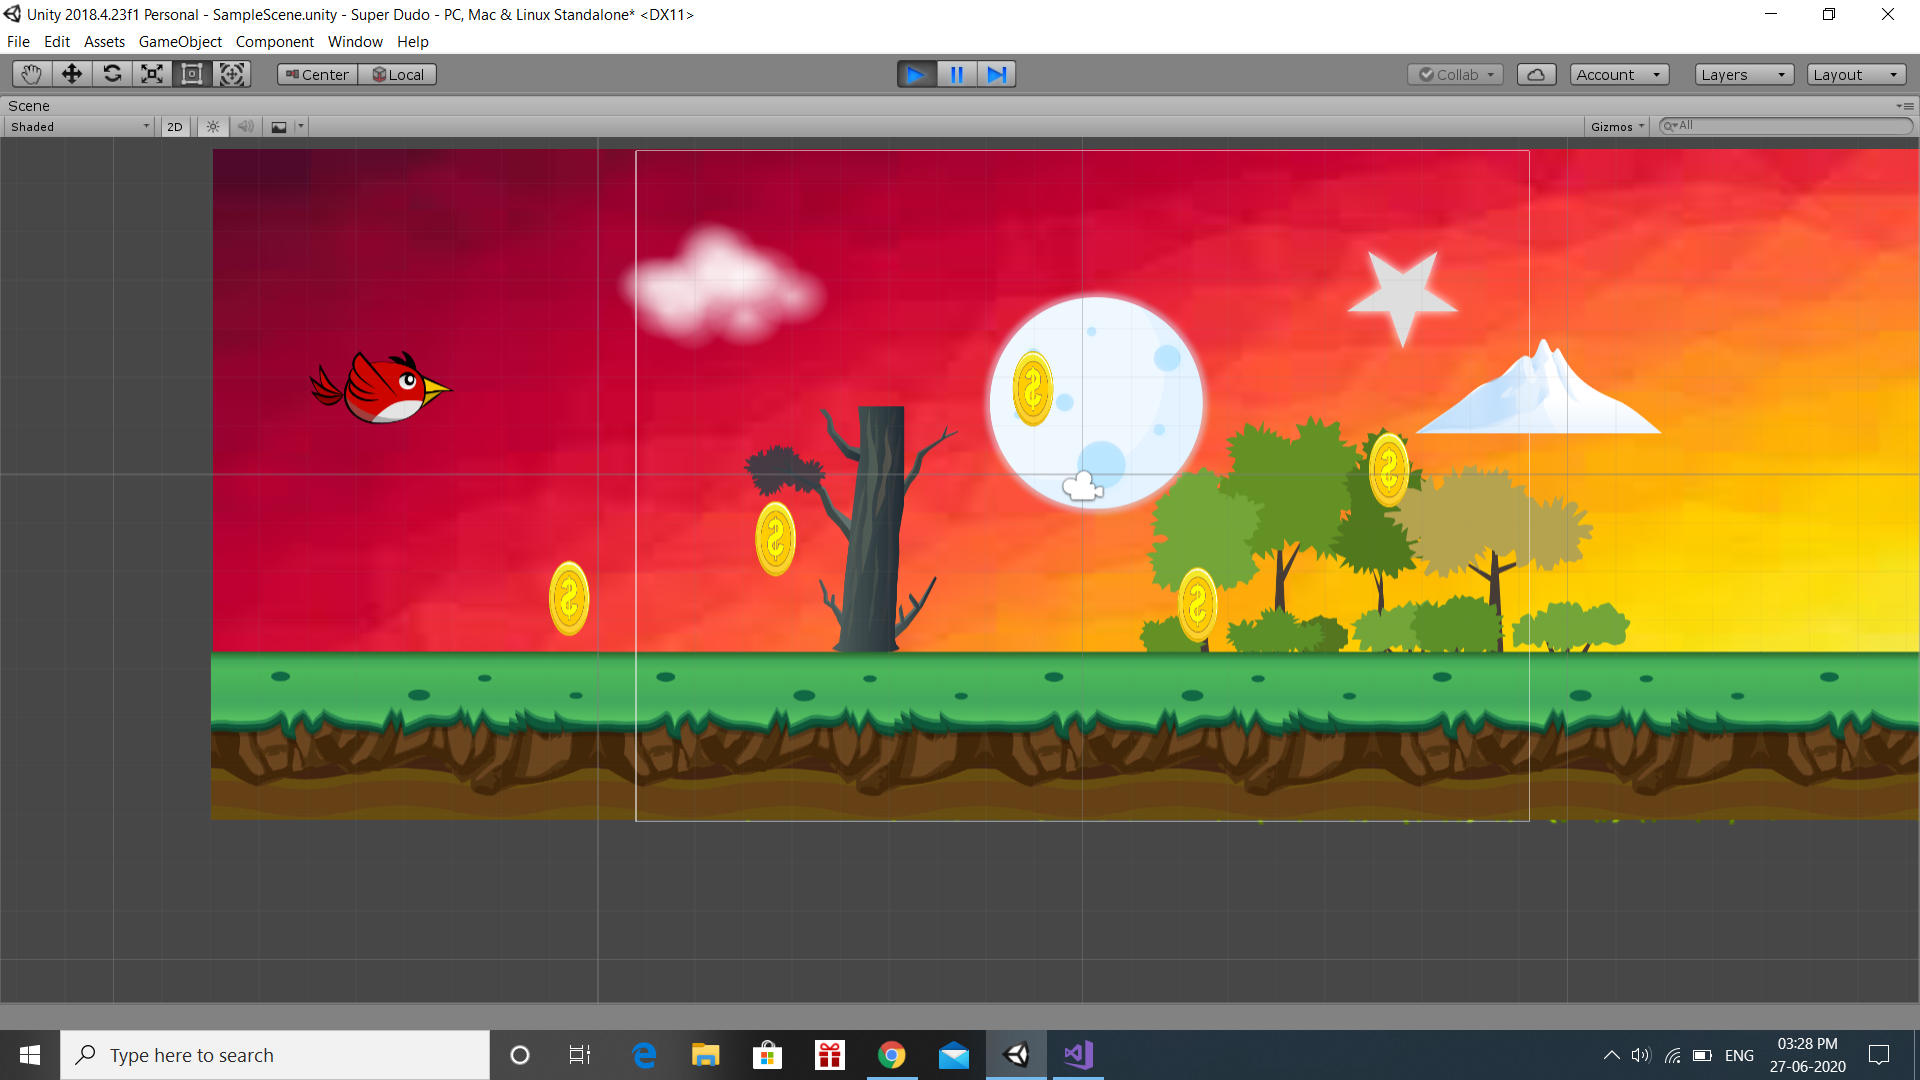 Unity 2018.4.23f1 Personal - SampleScene.unity - Super Dudo - PC, Mac & Linux Standalone* <DX11>
File Edit Assets GameObject Component Window Help
Center Local Collab Account Layers Layout
Scene
Shaded 2D Gizmos All
$
$
$
$
$
Type here to search
ENG
03:28 PM
27-06-2020